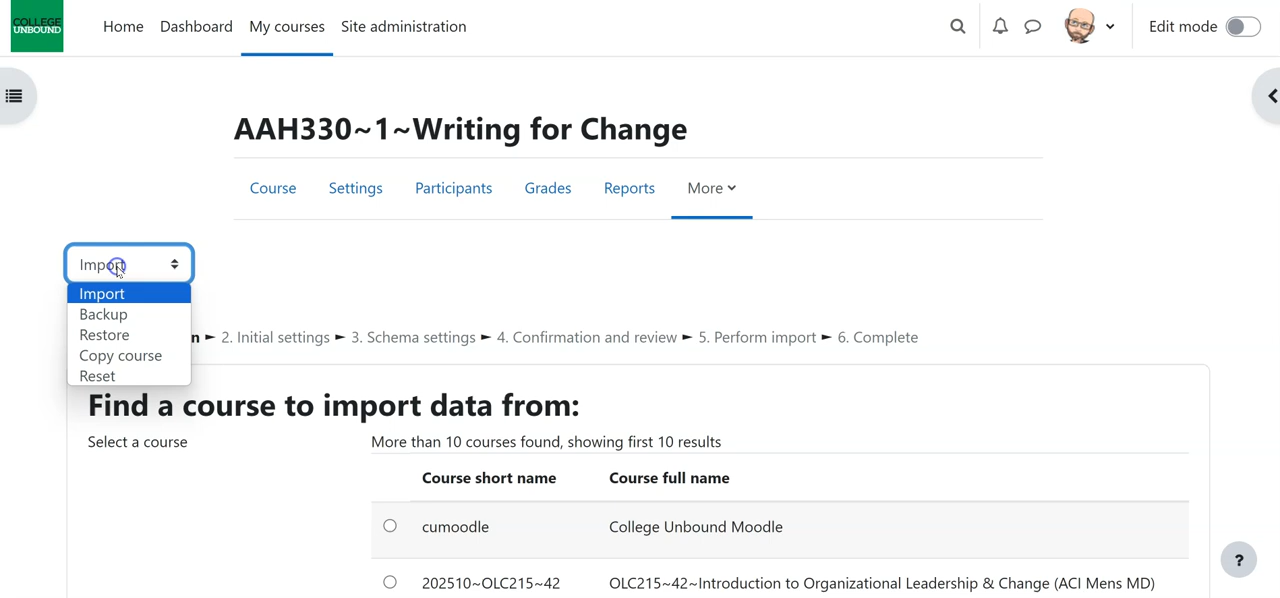 COLLEGE
UNBOUND
Home Dashboard My courses Site administration
Edit mode
AAH330~1~Writing for Change
Course Settings Participants Grades Reports More
Import
Import
Backup
Restore
Copy course
Reset
n ► 2. Initial settings ► 3. Schema settings ► 4. Confirmation and review ► 5. Perform import ► 6. Complete
Find a course to import data from:
Select a course
More than 10 courses found, showing first 10 results
Course short name Course full name
cumoodle College Unbound Moodle
202510~OLC215~42 OLC215~42~Introduction to Organizational Leadership & Change (ACI Mens MD)
?